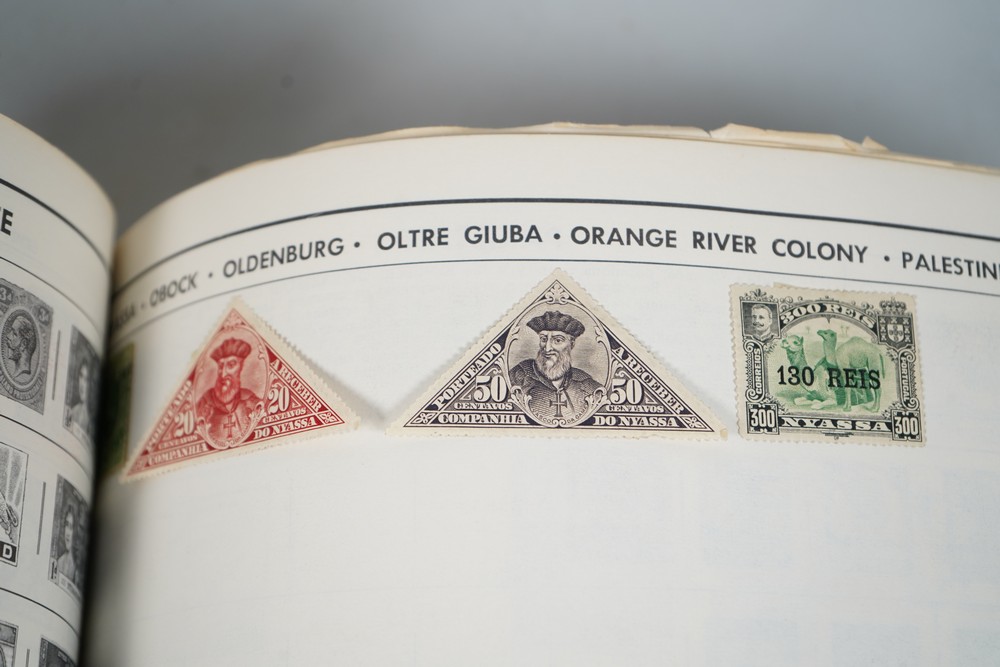 E
OBOCK • OLDENBURG • OLTRE GIUBA • ORANGE RIVER COLONY • PALESTIN
PORTEADO
A RECEBER
20
20
CENTAVOS
CENTAVOS
COMPANHIA
DO NYASSA
PORTEADO
A RECEBER
50
50
CENTAVOS
CENTAVOS
COMPANHIA
DO NYASSA
300 REIS
CORREIOS
PORTUGAL
130 REIS
300
NYASSA
300
D